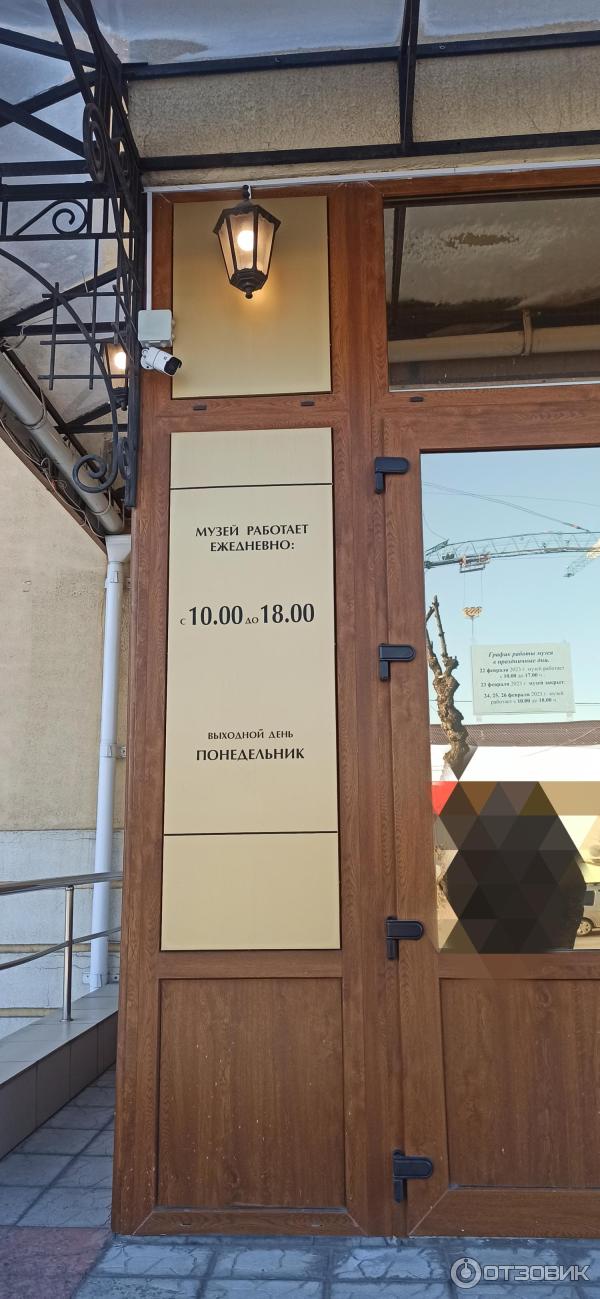 МУЗЕЙ РАБОТАЕТ
ЕЖЕДНЕВНО:
с 10.00 до 18.00
ВЫХОДНОЙ ДЕНЬ
ПОНЕДЕЛЬНИК
График работы музея
в праздничные дни.
22 февраля 2023 г. музей работает
с 10.00 до 17.00 ч.
23 февраля 2023 г. музей закрыт.
24, 25, 26 февраля 2023 г. музей
работает с 10.00 до 18.00 ч.
ОТЗОВИК